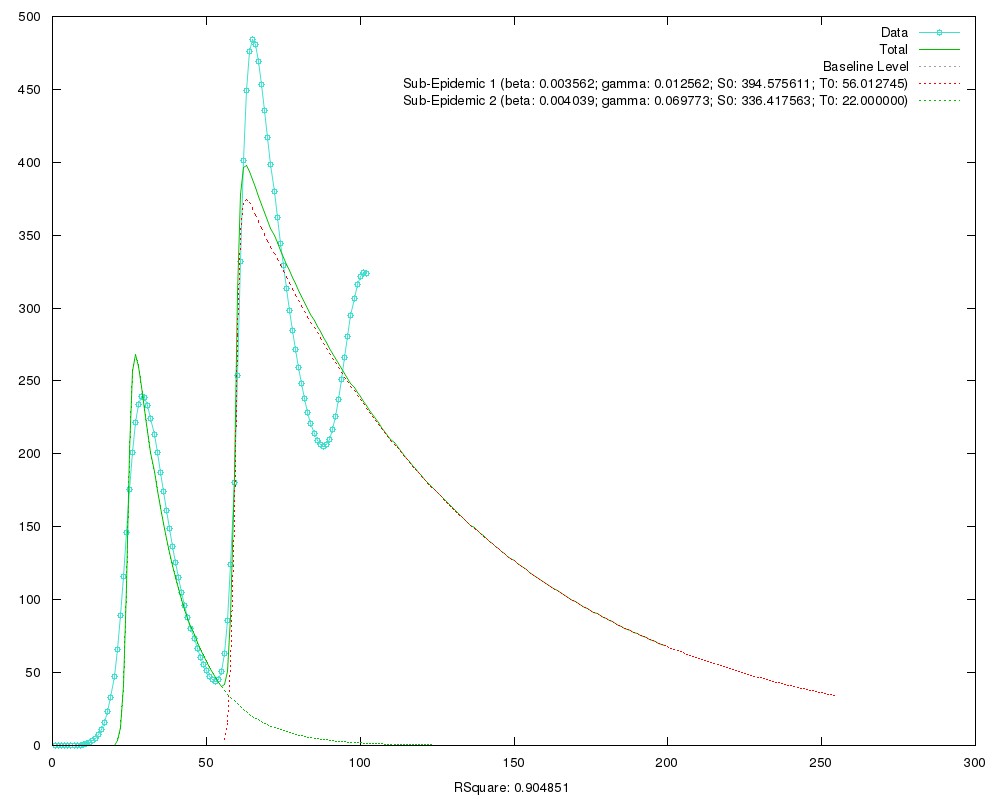 500
450
400
350
300
250
200
150
100
50
0
Data
Total
Baseline Level
Sub-Epidemic 1 (beta: 0.003562; gamma: 0.012562; S0: 394.575611; T0: 56.012745)
Sub-Epidemic 2 (beta: 0.004039; gamma: 0.069773; S0: 336.417563; T0: 22.000000)
0 50 100 150 200 250 300
RSquare: 0.904851